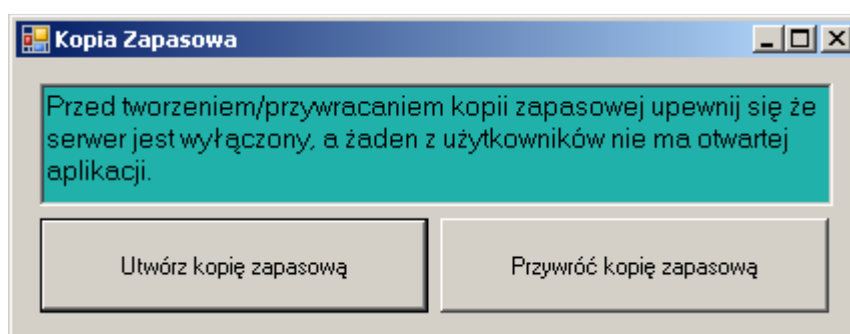 Kopia Zapasowa
Przed tworzeniem/przywracaniem kopii zapasowej upewnij się że
serwer jest wyłączony, a żaden z użytkowników nie ma otwartej
aplikacji.
Utwórz kopię zapasową
Przywróć kopię zapasową